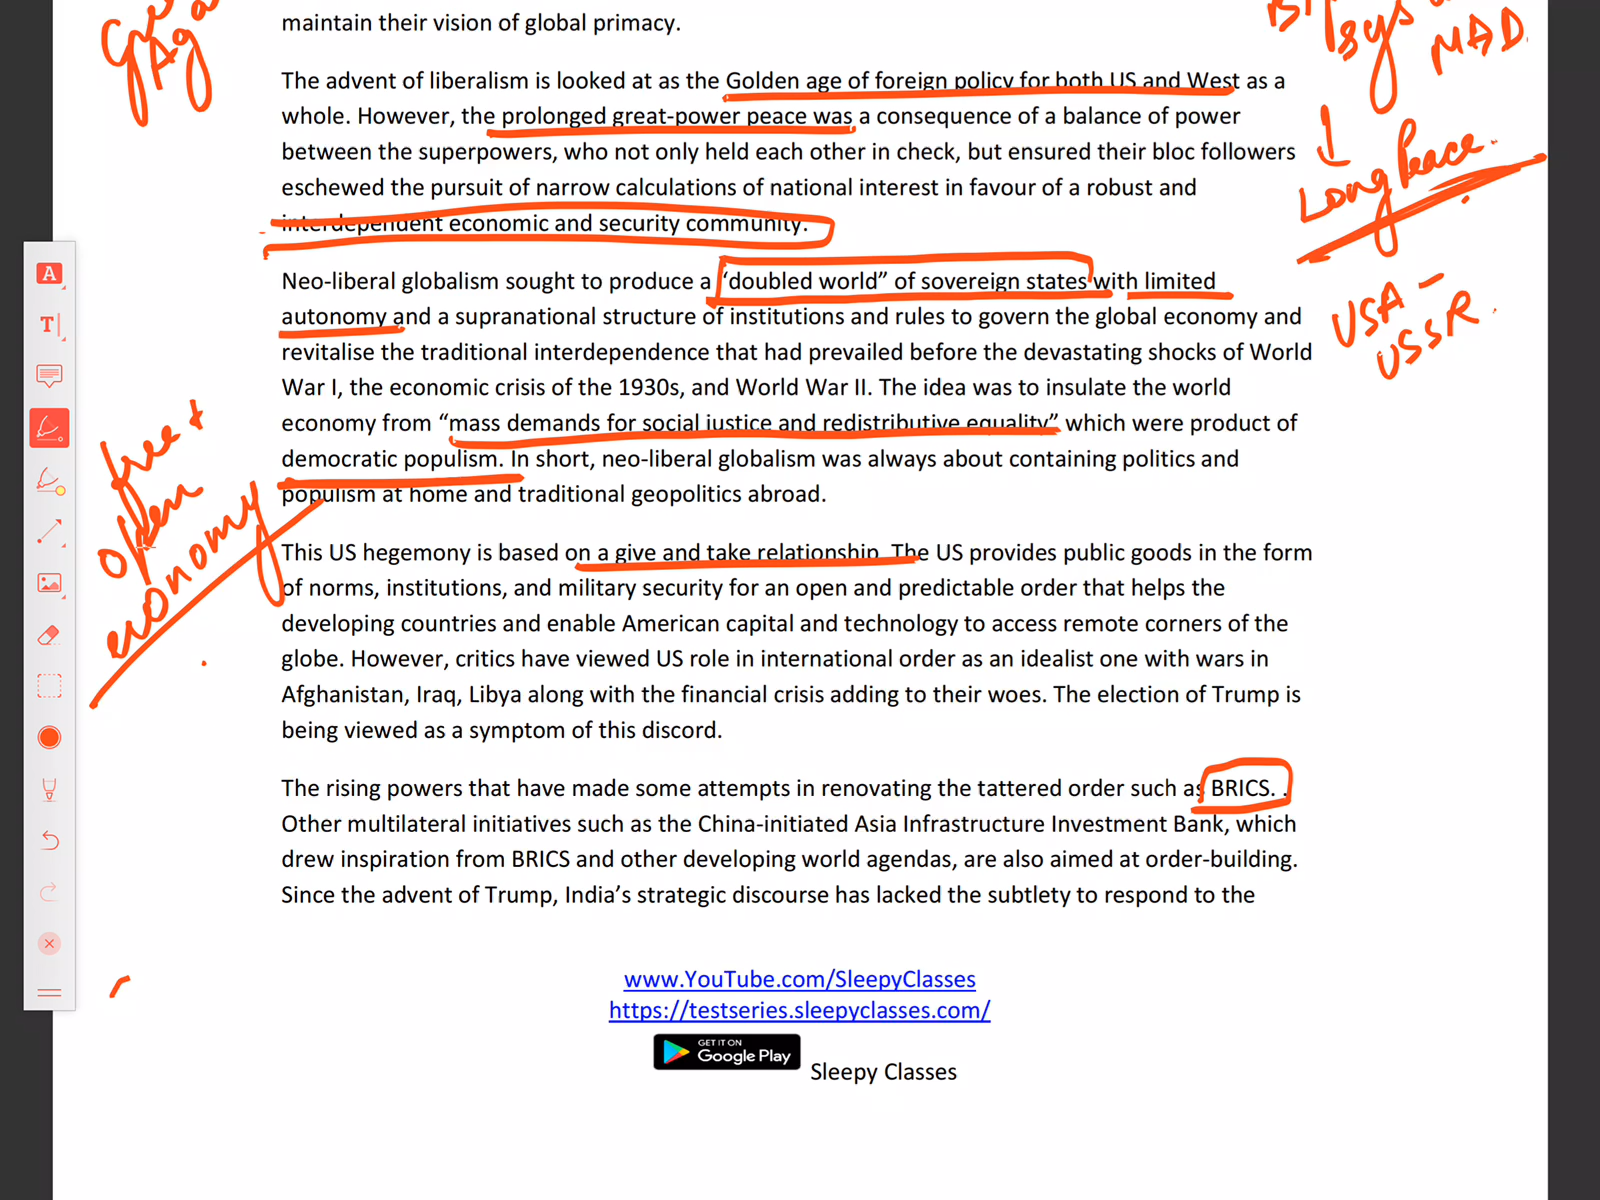 maintain their vision of global primacy.
MAD.
The advent of liberalism is looked at as the Golden age of foreign policy for both US and West as a
whole. However, the prolonged great-power peace was a consequence of a balance of power
between the superpowers, who not only held each other in check, but ensured their bloc followers
eschewed the pursuit of narrow calculations of national interest in favour of a robust and
interdependent economic and security community.
Long Peace.
Neo-liberal globalism sought to produce a ‘doubled world” of sovereign states with limited
autonomy and a supranational structure of institutions and rules to govern the global economy and
revitalise the traditional interdependence that had prevailed before the devastating shocks of World
War I, the economic crisis of the 1930s, and World War II. The idea was to insulate the world
economy from “mass demands for social justice and redistributive equality” which were product of
democratic populism. In short, neo-liberal globalism was always about containing politics and
populism at home and traditional geopolitics abroad.
USA -
USSR.
free +
open
economy
This US hegemony is based on a give and take relationship. The US provides public goods in the form
of norms, institutions, and military security for an open and predictable order that helps the
developing countries and enable American capital and technology to access remote corners of the
globe. However, critics have viewed US role in international order as an idealist one with wars in
Afghanistan, Iraq, Libya along with the financial crisis adding to their woes. The election of Trump is
being viewed as a symptom of this discord.
The rising powers that have made some attempts in renovating the tattered order such as BRICS. .
Other multilateral initiatives such as the China-initiated Asia Infrastructure Investment Bank, which
drew inspiration from BRICS and other developing world agendas, are also aimed at order-building.
Since the advent of Trump, India’s strategic discourse has lacked the subtlety to respond to the
www.YouTube.com/SleepyClasses
https://testseries.sleepyclasses.com/
GET IT ON
Google Play
Sleepy Classes
A
T